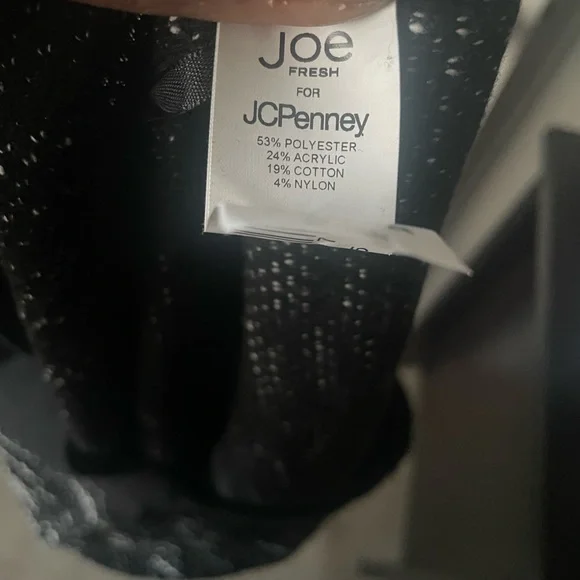 Joe
FRESH
FOR
JCPenney
53% POLYESTER
24% ACRYLIC
19% COTTON
4% NYLON